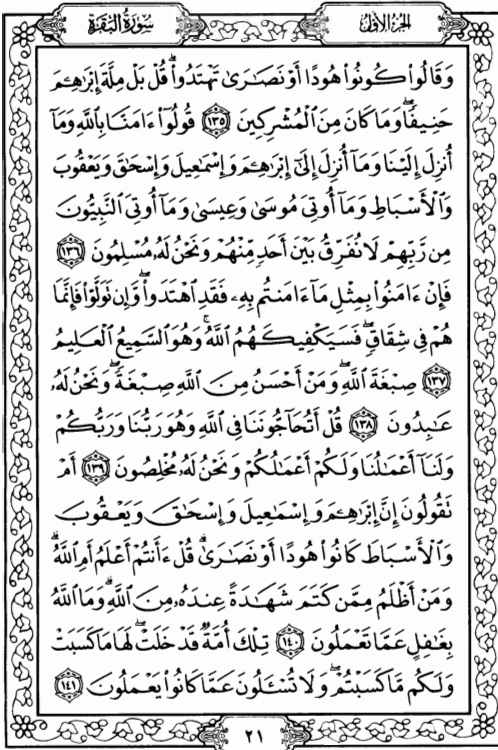 الجزء الأول
سورة البقرة
وَقَالُوا۟ كُونُوا۟ هُودًا أَوْ نَصَٰرَىٰ تَهْتَدُوا۟ ۗ قُلْ بَلْ مِلَّةَ إِبْرَٰهِـۧمَ
حَنِيفًا ۖ وَمَا كَانَ مِنَ ٱلْمُشْرِكِينَ ١٣٥ قُولُوٓا۟ ءَامَنَّا بِٱللَّهِ وَمَآ
أُنزِلَ إِلَيْنَا وَمَآ أُنزِلَ إِلَىٰٓ إِبْرَٰهِـۧمَ وَإِسْمَٰعِيلَ وَإِسْحَٰقَ وَيَعْقُوبَ
وَٱلْأَسْبَاطِ وَمَآ أُوتِىَ مُوسَىٰ وَعِيسَىٰ وَمَآ أُوتِىَ ٱلنَّبِيُّونَ
مِن رَّبِّهِمْ لَا نُفَرِّقُ بَيْنَ أَحَدٍ مِّنْهُمْ وَنَحْنُ لَهُۥ مُسْلِمُونَ ١٣٦
فَإِنْ ءَامَنُوا۟ بِمِثْلِ مَآ ءَامَنتُم بِهِۦ فَقَدِ ٱهْتَدَوا۟ ۖ وَّإِن تَوَلَّوْا۟ فَإِنَّمَا
هُمْ فِى شِقَاقٍ ۖ فَسَيَكْفِيكَهُمُ ٱللَّهُ ۚ وَهُوَ ٱلسَّمِيعُ ٱلْعَلِيمُ
١٣٧ صِبْغَةَ ٱللَّهِ ۖ وَمَنْ أَحْسَنُ مِنَ ٱللَّهِ صِبْغَةً ۖ وَنَحْنُ لَهُۥ
عَٰبِدُونَ ١٣٨ قُلْ أَتُحَآجُّونَنَا فِى ٱللَّهِ وَهُوَ رَبُّنَا وَرَبُّكُمْ
وَلَنَآ أَعْمَٰلُنَا وَلَكُمْ أَعْمَٰلُكُمْ وَنَحْنُ لَهُۥ مُخْلِصُونَ ١٣٩ أَمْ
تَقُولُونَ إِنَّ إِبْرَٰهِـۧمَ وَإِسْمَٰعِيلَ وَإِسْحَٰقَ وَيَعْقُوبَ
وَٱلْأَسْبَاطَ كَانُوا۟ هُودًا أَوْ نَصَٰرَىٰ ۗ قُلْ ءَأَنتُمْ أَعْلَمُ أَمِ ٱللَّهُ ۗ
وَمَنْ أَظْلَمُ مِمَّن كَتَمَ شَهَٰدَةً عِندَهُۥ مِنَ ٱللَّهِ ۗ وَمَا ٱللَّهُ
بِغَٰفِلٍ عَمَّا تَعْمَلُونَ ١٤٠ تِلْكَ أُمَّةٌ قَدْ خَلَتْ ۖ لَهَا مَا كَسَبَتْ
وَلَكُم مَّا كَسَبْتُمْ ۖ وَلَا تُسْـَٔلُونَ عَمَّا كَانُوا۟ يَعْمَلُونَ ١٤١
٢١